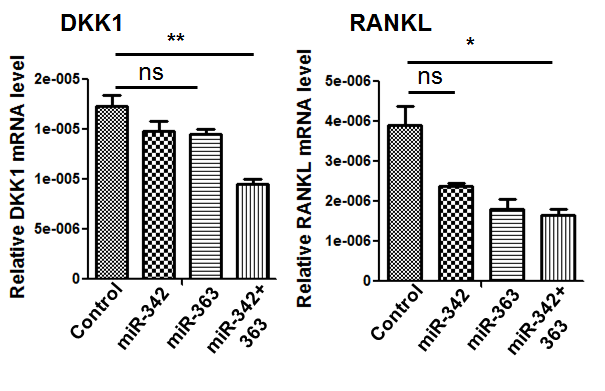 DKK1
**
ns
Relative DKK1 mRNA level
2e-005
1e-005
1e-005
5e-006
0
Control
miR-342
miR-363
miR-342+
363
RANKL
*
ns
Relative RANKL mRNA level
5e-006
4e-006
3e-006
2e-006
1e-006
0
Control
miR-342
miR-363
miR-342+
363